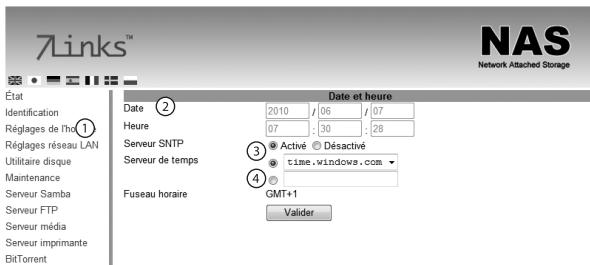 7Links™
NAS
Network Attached Storage
État
Identification
Réglages de l'ho
1
Réglages réseau LAN
Utilitaire disque
Maintenance
Serveur Samba
Serveur FTP
Serveur média
Serveur imprimante
BitTorrent
Date et heure
Date 2 2010 / 06 / 07
Heure 07 : 30 : 28
Serveur SNTP 3 Activé Désactivé
Serveur de temps time.windows.com
4
Fuseau horaire GMT+1
Valider